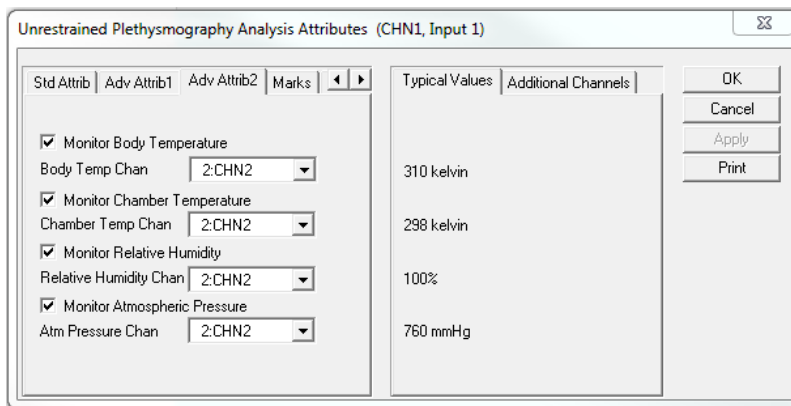 Unrestrained Plethysmography Analysis Attributes (CHN1, Input 1)
Std Attrib Adv Attrib1 Adv Attrib2 Marks
Monitor Body Temperature
Body Temp Chan 2:CHN2
Monitor Chamber Temperature
Chamber Temp Chan 2:CHN2
Monitor Relative Humidity
Relative Humidity Chan 2:CHN2
Monitor Atmospheric Pressure
Atm Pressure Chan 2:CHN2
Typical Values Additional Channels
310 kelvin
298 kelvin
100%
760 mmHg
OK
Cancel
Apply
Print